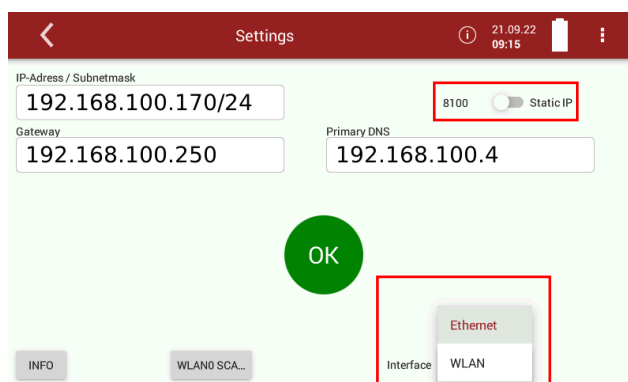 Settings
21.09.22
09:15
IP-Adress / Subnetmask
192.168.100.170/24
8100 Static IP
Gateway
192.168.100.250
Primary DNS
192.168.100.4
OK
Ethernet
INFO
WLAN0 SCA...
Interface
WLAN